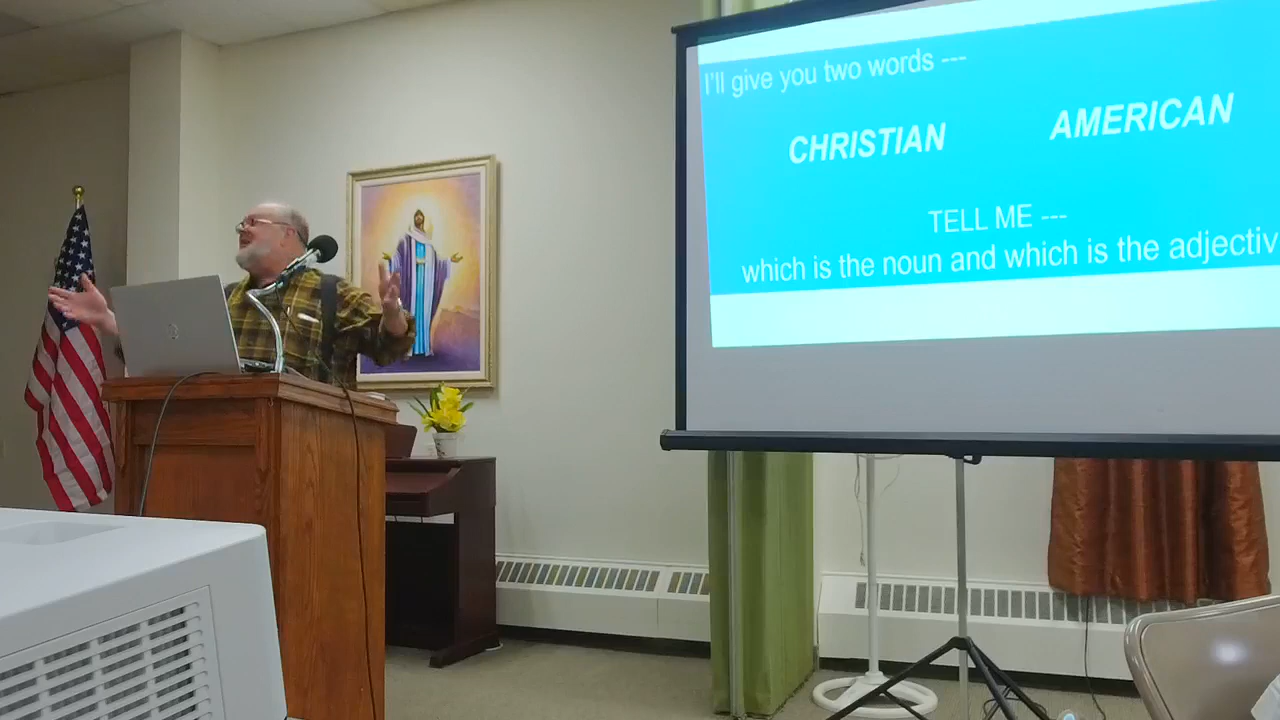 I'll give you two words ---
CHRISTIAN AMERICAN
TELL ME ---
which is the noun and which is the adjectiv